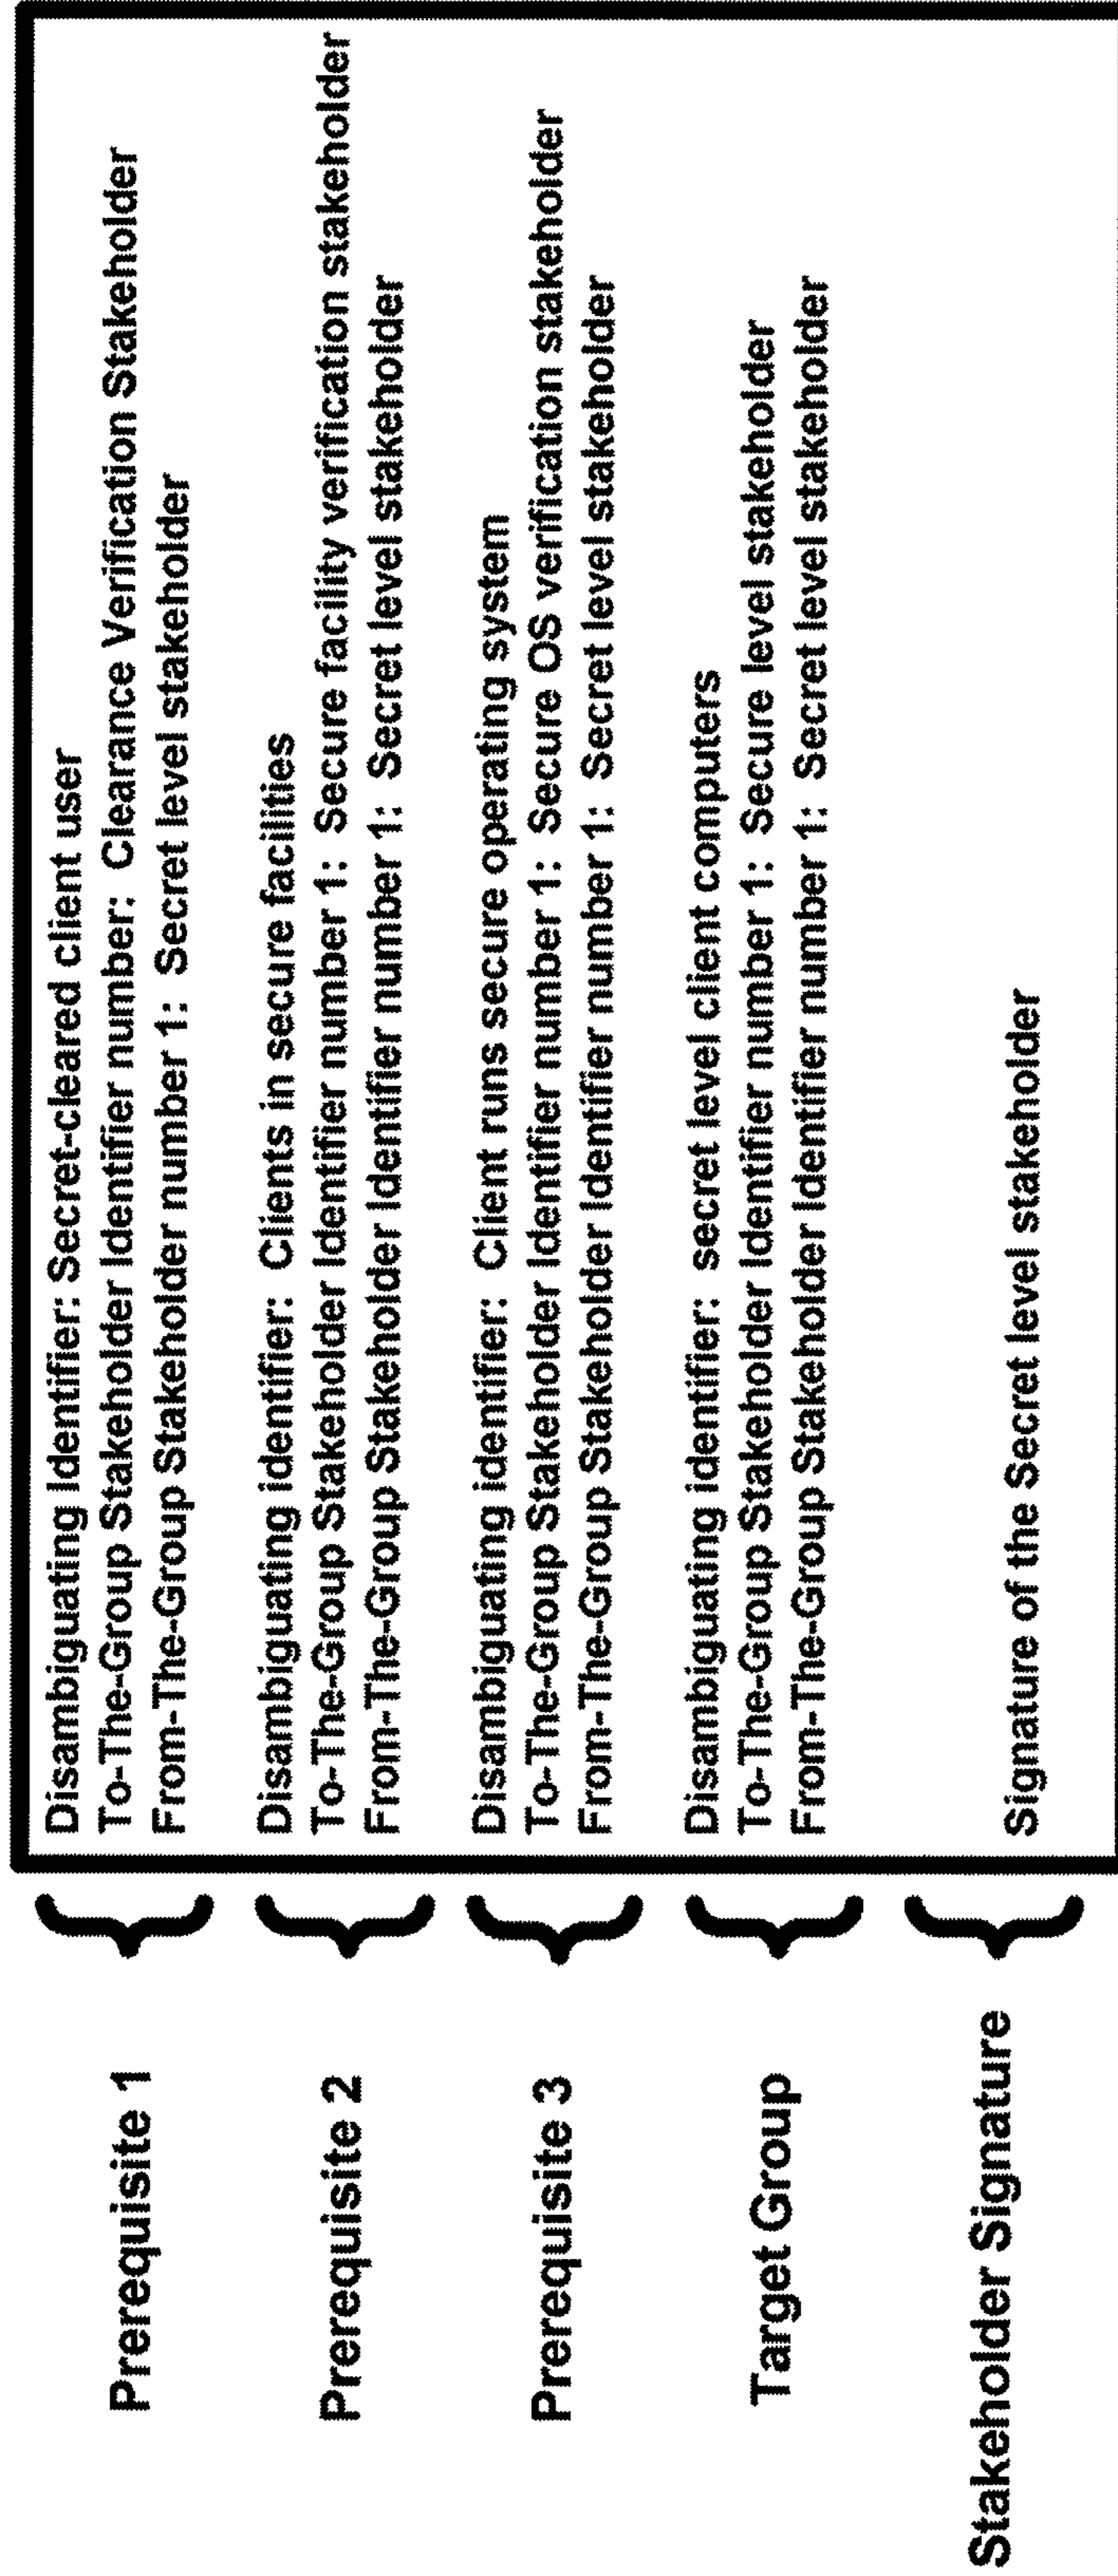 Prerequisite 1
Disambiguating Identifier: Secret-cleared client user
To-The-Group Stakeholder Identifier number: Clearance Verification Stakeholder
From-The-Group Stakeholder number 1: Secret level stakeholder
Prerequisite 2
Disambiguating identifier: Clients in secure facilities
To-The-Group Stakeholder Identifier number 1: Secure facility verification stakeholder
From-The-Group Stakeholder Identifier number 1: Secret level stakeholder
Prerequisite 3
Disambiguating identifier: Client runs secure operating system
To-The-Group Stakeholder Identifier number 1: Secure OS verification stakeholder
From-The-Group Stakeholder Identifier number 1: Secret level stakeholder
Target Group
Disambiguating identifier: secret level client computers
To-The-Group Stakeholder Identifier number 1: Secure level stakeholder
From-The-Group Stakeholder Identifier number 1: Secret level stakeholder
Stakeholder Signature
Signature of the Secret level stakeholder